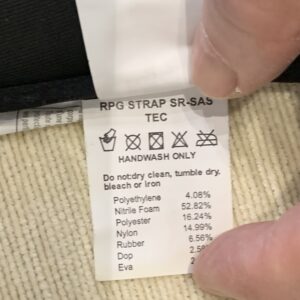 RPG STRAP SR-SAS
TEC
HANDWASH ONLY
Do not:dry clean, tumble dry,
bleach or iron
Polyethylene 4.08%
Nitrile Foam 52.82%
Polyester 16.24%
Nylon 14.99%
Rubber 6.56%
Dop
Eva